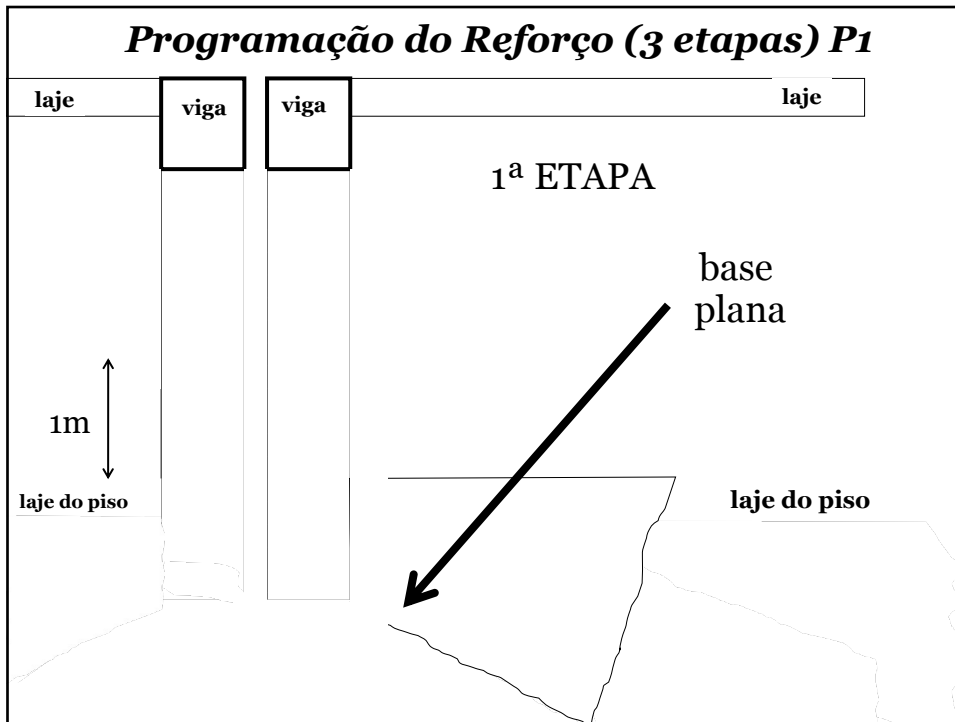 Programação do Reforço (3 etapas) P1
laje
viga
viga
laje
1ª ETAPA
base
plana
1m
laje do piso
laje do piso